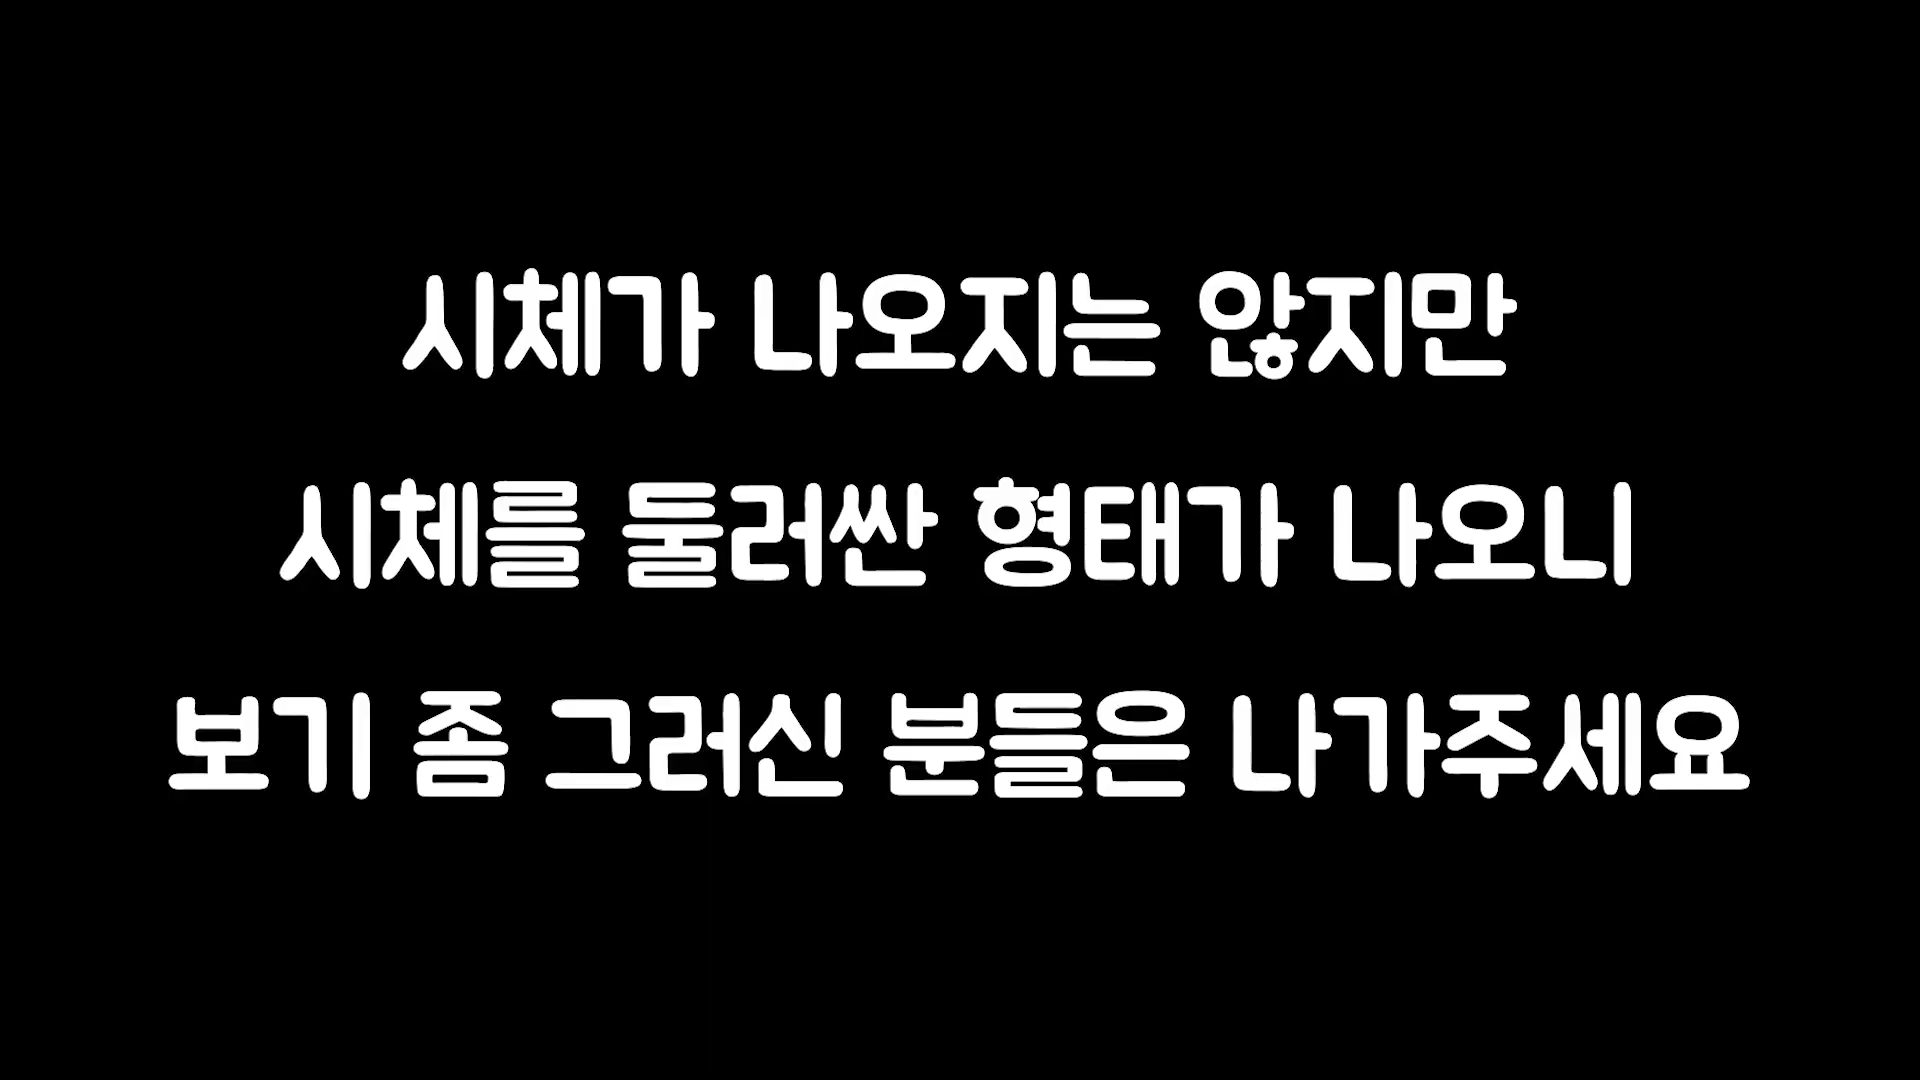 시체가 나오지는 않지만
시체를 둘러싼 형태가 나오니
보기 좀 그러신 분들은 나가주세요